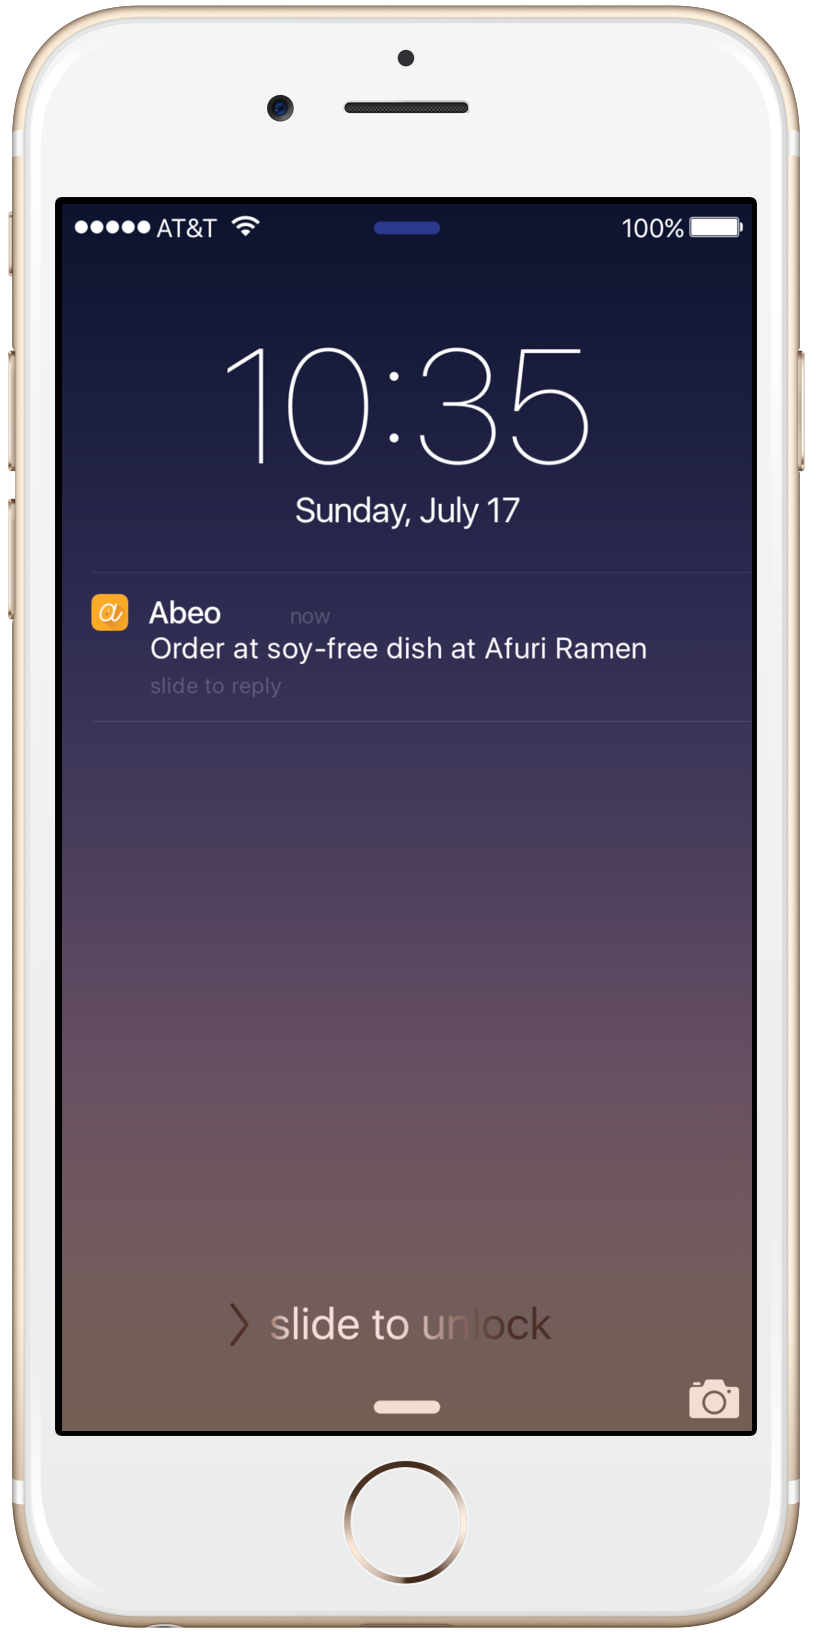 ●●●●● AT&T 100%
10:35
Sunday, July 17
a Abeo now
Order at soy-free dish at Afuri Ramen
slide to reply
> slide to unlock